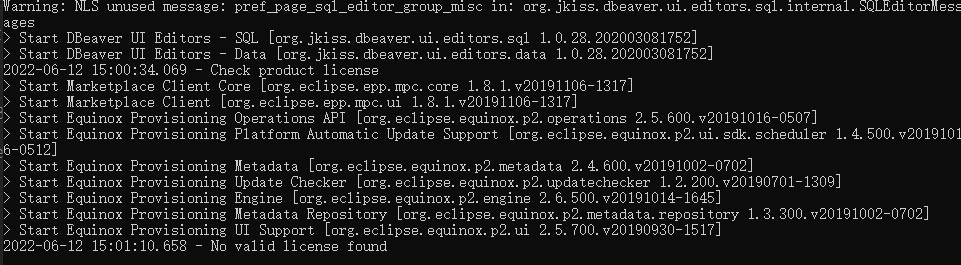 Warning: NLS unused message: pref_page_sql_editor_group_misc in: org.jkiss.dbeaver.ui.editors.sql.internal.SQLEditorMess
ages
> Start DBeaver UI Editors - SQL [org.jkiss.dbeaver.ui.editors.sql 1.0.28.202003081752]
> Start DBeaver UI Editors - Data [org.jkiss.dbeaver.ui.editors.data 1.0.28.202003081752]
2022-06-12 15:00:34.069 - Check product license
> Start Marketplace Client Core [org.eclipse.epp.mpc.core 1.8.1.v20191106-1317]
> Start Marketplace Client [org.eclipse.epp.mpc.ui 1.8.1.v20191106-1317]
> Start Equinox Provisioning Operations API [org.eclipse.equinox.p2.operations 2.5.600.v20191016-0507]
> Start Equinox Provisioning Platform Automatic Update Support [org.eclipse.equinox.p2.ui.sdk.scheduler 1.4.500.v2019101
6-0512]
> Start Equinox Provisioning Metadata [org.eclipse.equinox.p2.metadata 2.4.600.v20191002-0702]
> Start Equinox Provisioning Update Checker [org.eclipse.equinox.p2.updatechecker 1.2.200.v20190701-1309]
> Start Equinox Provisioning Engine [org.eclipse.equinox.p2.engine 2.6.500.v20191014-1645]
> Start Equinox Provisioning Metadata Repository [org.eclipse.equinox.p2.metadata.repository 1.3.300.v20191002-0702]
> Start Equinox Provisioning UI Support [org.eclipse.equinox.p2.ui 2.5.700.v20190930-1517]
2022-06-12 15:01:10.658 - No valid license found